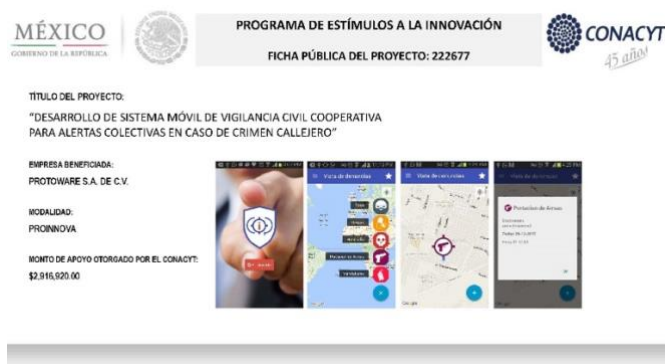 MÉXICO
GOBIERNO DE LA REPÚBLICA
PROGRAMA DE ESTÍMULOS A LA INNOVACIÓN
FICHA PÚBLICA DEL PROYECTO: 222677
CONACYT
45 años
TÍTULO DEL PROYECTO:
“DESARROLLO DE SISTEMA MÓVIL DE VIGILANCIA CIVIL COOPERATIVA
PARA ALERTAS COLECTIVAS EN CASO DE CRIMEN CALLEJERO”
EMPRESA BENEFICIADA:
PROTOWARE S.A. DE C.V.
MODALIDAD:
PROINNOVA
MONTO DE APOYO OTORGADO POR EL CONACYT:
$2,916,920.00
Vista de denuncias
Vista de denuncias
Google